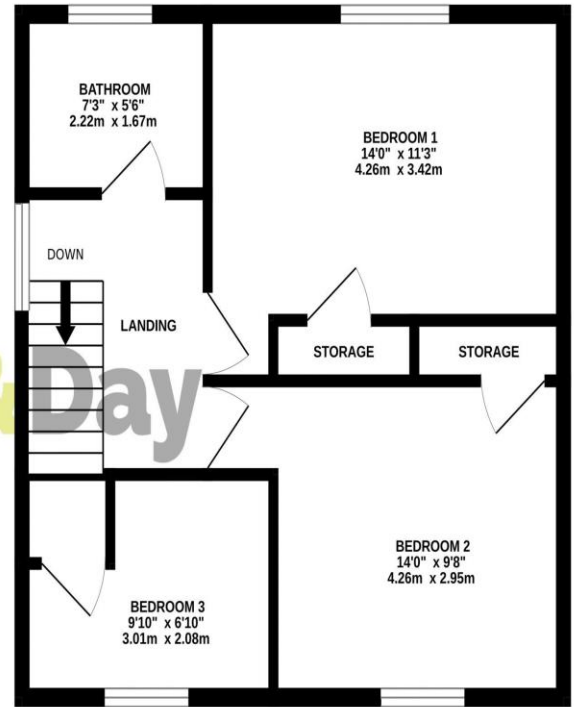 BATHROOM
7'3" x 5'6"
2.22m x 1.67m
BEDROOM 1
14'0" x 11'3"
4.26m x 3.42m
DOWN
LANDING
STORAGE
STORAGE
&Day
BEDROOM 2
14'0" x 9'8"
4.26m x 2.95m
BEDROOM 3
9'10" x 6'10"
3.01m x 2.08m